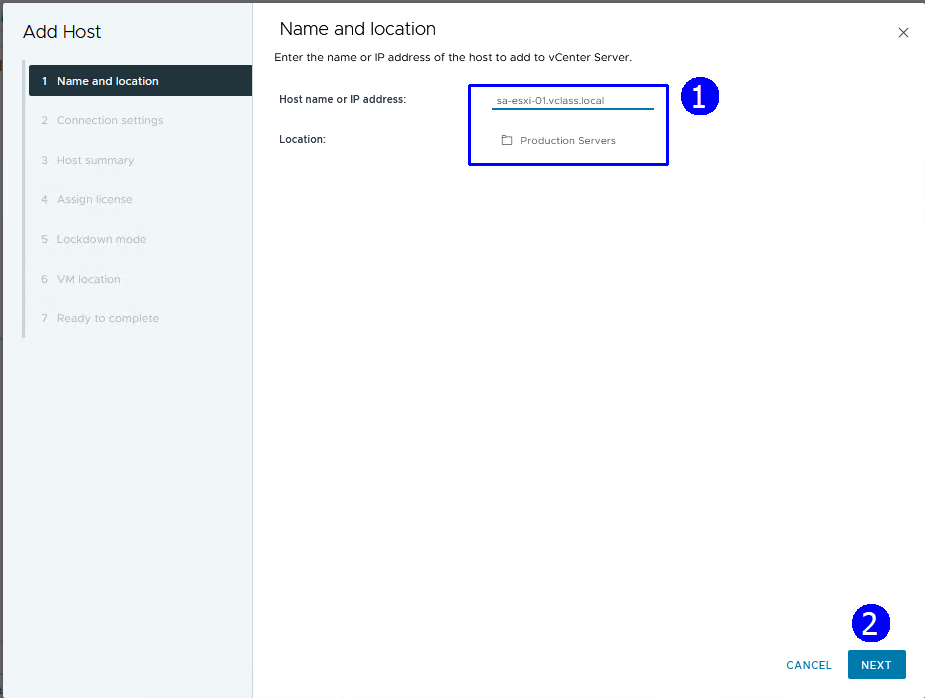 Add Host
1 Name and location
2 Connection settings
3 Host summary
4 Assign license
5 Lockdown mode
6 VM location
7 Ready to complete
Name and location
Enter the name or IP address of the host to add to vCenter Server.
Host name or IP address: sa-esxi-01.vclass.local
1
Location: Production Servers
2
CANCEL NEXT